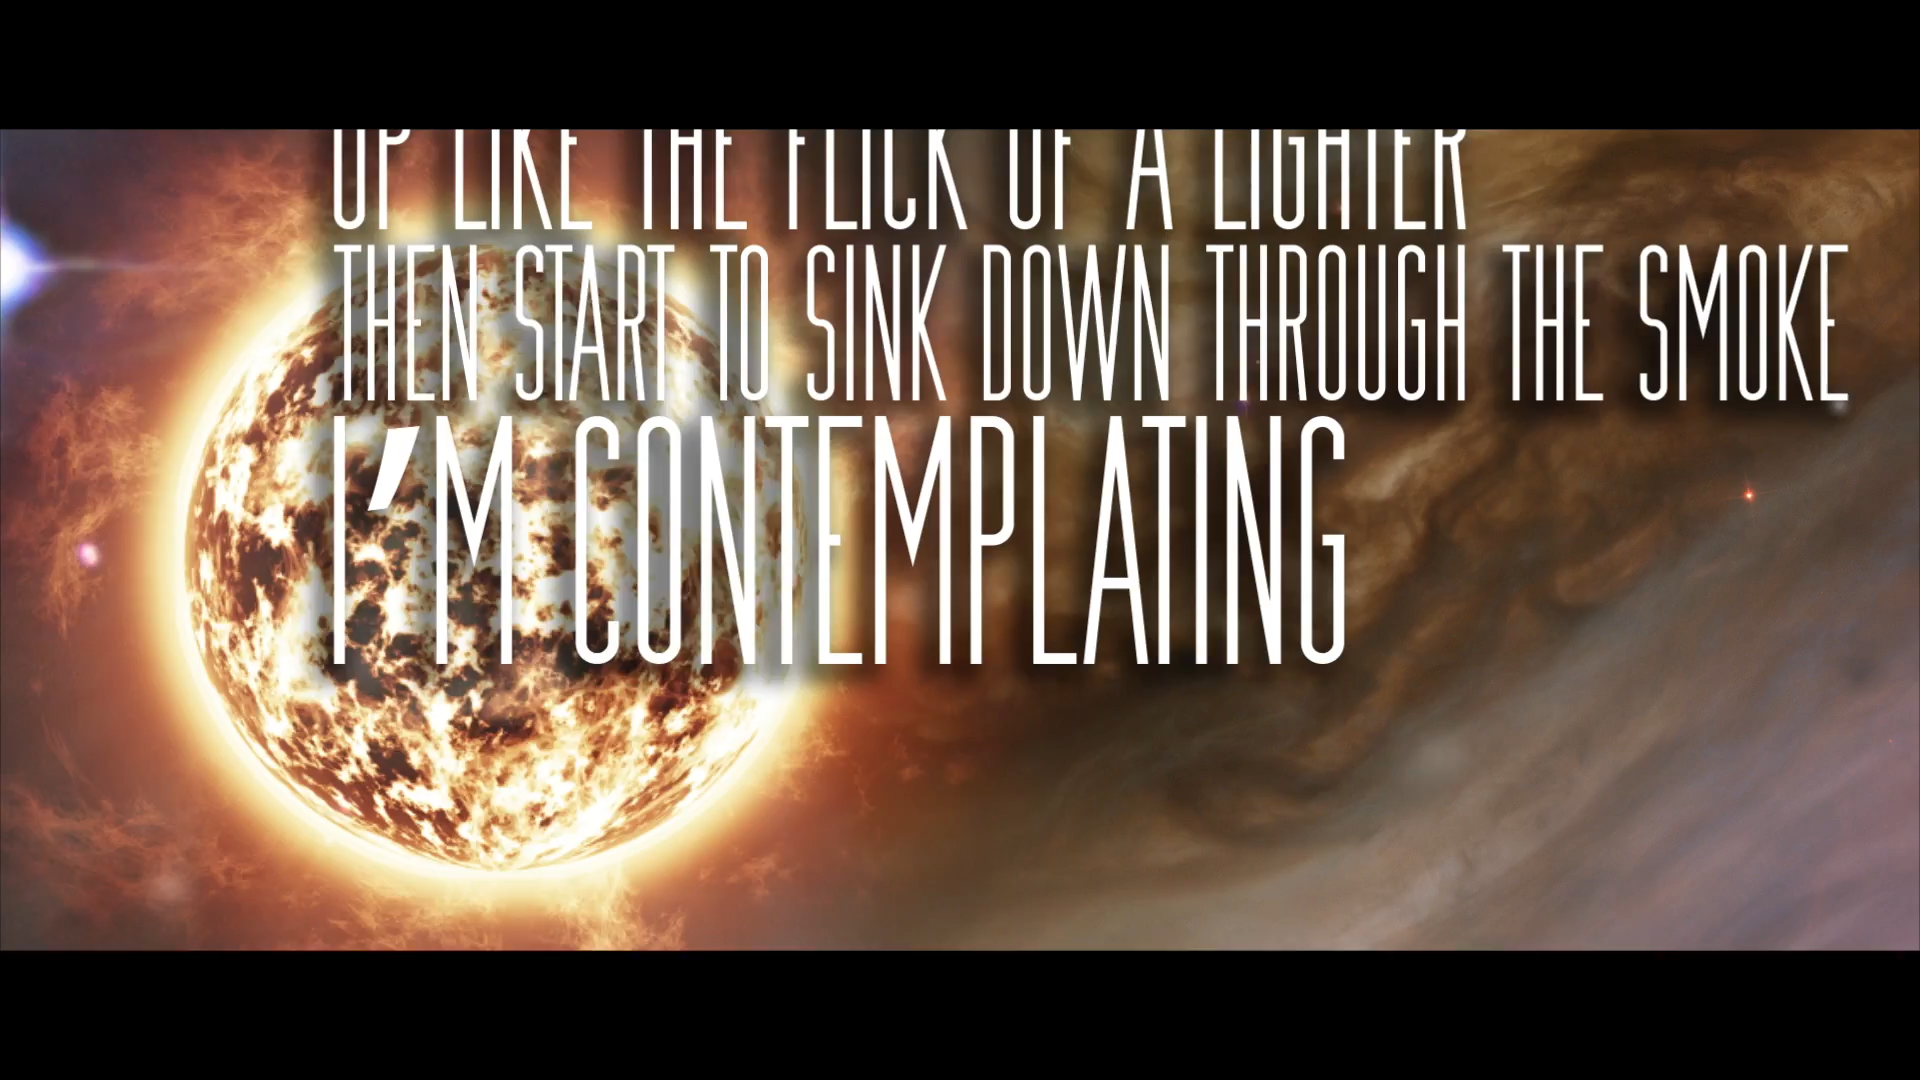 UP LIKE THE FLICK OF A LIGHTER
THEN START TO SINK DOWN THROUGH THE SMOKE
I'M CONTEMPLATING